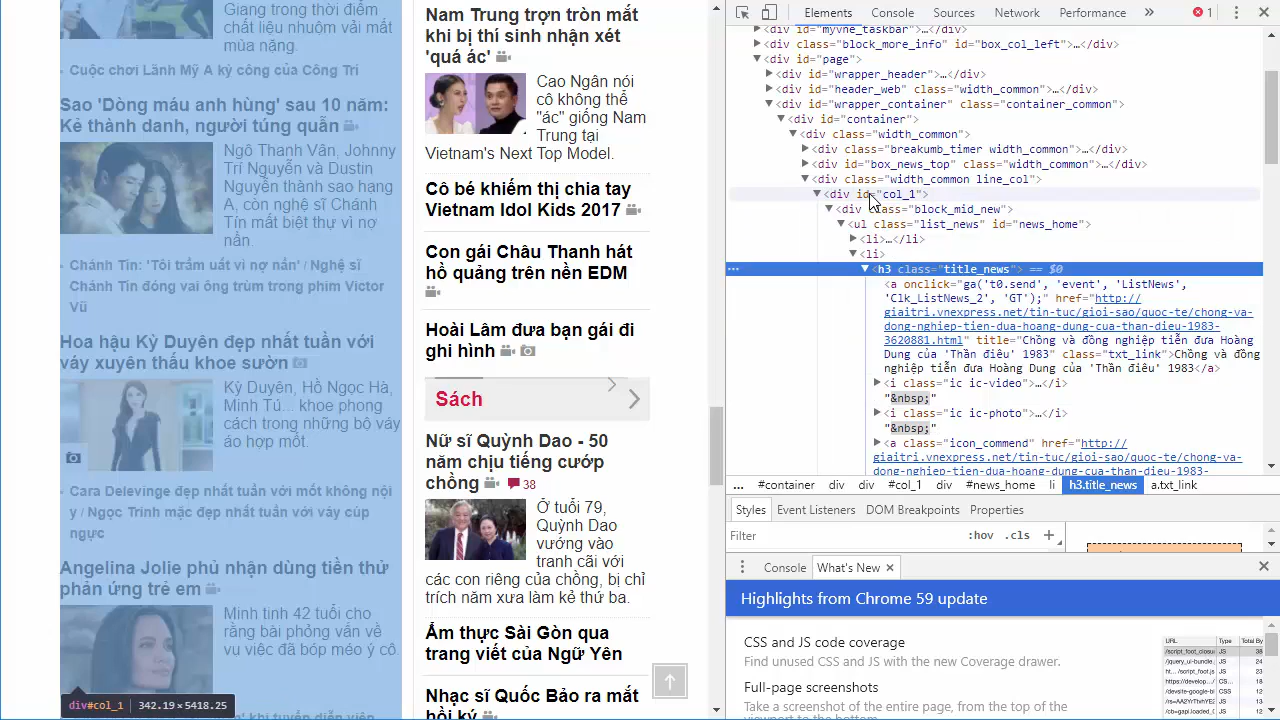 Giang trong thời điểm
chất liệu nhuộm vải mất
mùa nặng.
Cuộc chơi Lãnh Mỹ A kỳ công của Công Trí
Sao 'Dòng máu anh hùng' sau 10 năm:
Kẻ thành danh, người túng quẫn
Ngô Thanh Vân, Johnny
Trí Nguyễn và Dustin
Nguyễn thành sao hạng
A, còn nghệ sĩ Chánh
Tín mất biệt thự vì nợ
nần.
Chánh Tín: 'Tôi trầm uất vì nợ nần' / Nghệ sĩ
Chánh Tín đóng vai ông trùm trong phim Victor
Vũ
Hoa hậu Kỳ Duyên đẹp nhất tuần với
váy xuyên thấu khoe sườn
Kỳ Duyên, Hồ Ngọc Hà,
Minh Tú... khoe phong
cách trong những bộ váy
áo hợp mốt.
Cara Delevinge đẹp nhất tuần với mốt không nội
y / Ngọc Trinh mặc đẹp nhất tuần với váy cúp
ngực
Angelina Jolie phủ nhận dùng tiền thử
phản ứng trẻ em
Minh tinh 42 tuổi cho
rằng bài phỏng vấn về
vụ việc đã bóp méo ý cô.
div#col_1 | 342.19×5418.25
Nam Trung trợn tròn mắt
khi bị thí sinh nhận xét
'quá ác'
Cao Ngân nói
cô không thể
"ác" giống Nam
Trung tại
Vietnam's Next Top Model.
Cô bé khiếm thị chia tay
Vietnam Idol Kids 2017
Con gái Châu Thanh hát
hồ quảng trên nền EDM
Hoài Lâm đưa bạn gái đi
ghi hình
Sách
Nữ sĩ Quỳnh Dao - 50
năm chịu tiếng cướp
chồng 38
Ở tuổi 79,
Quỳnh Dao
vướng vào
tranh cãi với
các con riêng của chồng, bị chỉ
trích năm xưa làm kẻ thứ ba.
Ẩm thực Sài Gòn qua
trang viết của Ngữ Yên
Nhạc sĩ Quốc Bảo ra mắt
hồi ký
Elements Console Sources Network Performance » 1
<div id="myvne_taskbar">…</div>
<div class="block_more_info" id="box_col_left">…</div>
<div id="page">
<div id="wrapper_header">…</div>
<div id="header_web" class="width_common">…</div>
<div id="wrapper_container" class="container_common">
<div id="container">
<div class="width_common">
<div class="breakumb_timer width_common">…</div>
<div id="box_news_top" class="width_common">…</div>
<div class="width_common line_col">
<div id="col_1">
<div class="block_mid_new">
<ul class="list_news" id="news_home">
<li>…</li>
<li>
… <h3 class="title_news"> == $0
<a onclick="ga('t0.send', 'event', 'ListNews',
'Clk_ListNews_2', 'GT');" href="http://
giaitri.vnexpress.net/tin-tuc/gioi-sao/quoc-te/chong-va-
dong-nghiep-tien-dua-hoang-dung-cua-than-dieu-1983-
3620881.html" title="Chồng và đồng nghiệp tiễn đưa Hoàng
Dung của 'Thần điêu' 1983" class="txt_link">Chồng và đồng
nghiệp tiễn đưa Hoàng Dung của 'Thần điêu' 1983</a>
<i class="ic ic-video">…</i>
"&nbsp;"
<i class="ic ic-photo">…</i>
"&nbsp;"
<a class="icon_commend" href="http://
giaitri.vnexpress.net/tin-tuc/gioi-sao/quoc-te/chong-va-
dong-nghiep-tien-dua-hoang-dung-cua-than-dieu-1983-
... #container div div #col_1 div #news_home li h3.title_news a.txt_link
Styles Event Listeners DOM Breakpoints Properties
Filter :hov .cls +
Console What's New ×
Highlights from Chrome 59 update
CSS and JS code coverage
Find unused CSS and JS with the new Coverage drawer.
Full-page screenshots
Take a screenshot of the entire page, from the top of the
viewport to the bottom.
URL Type Total By